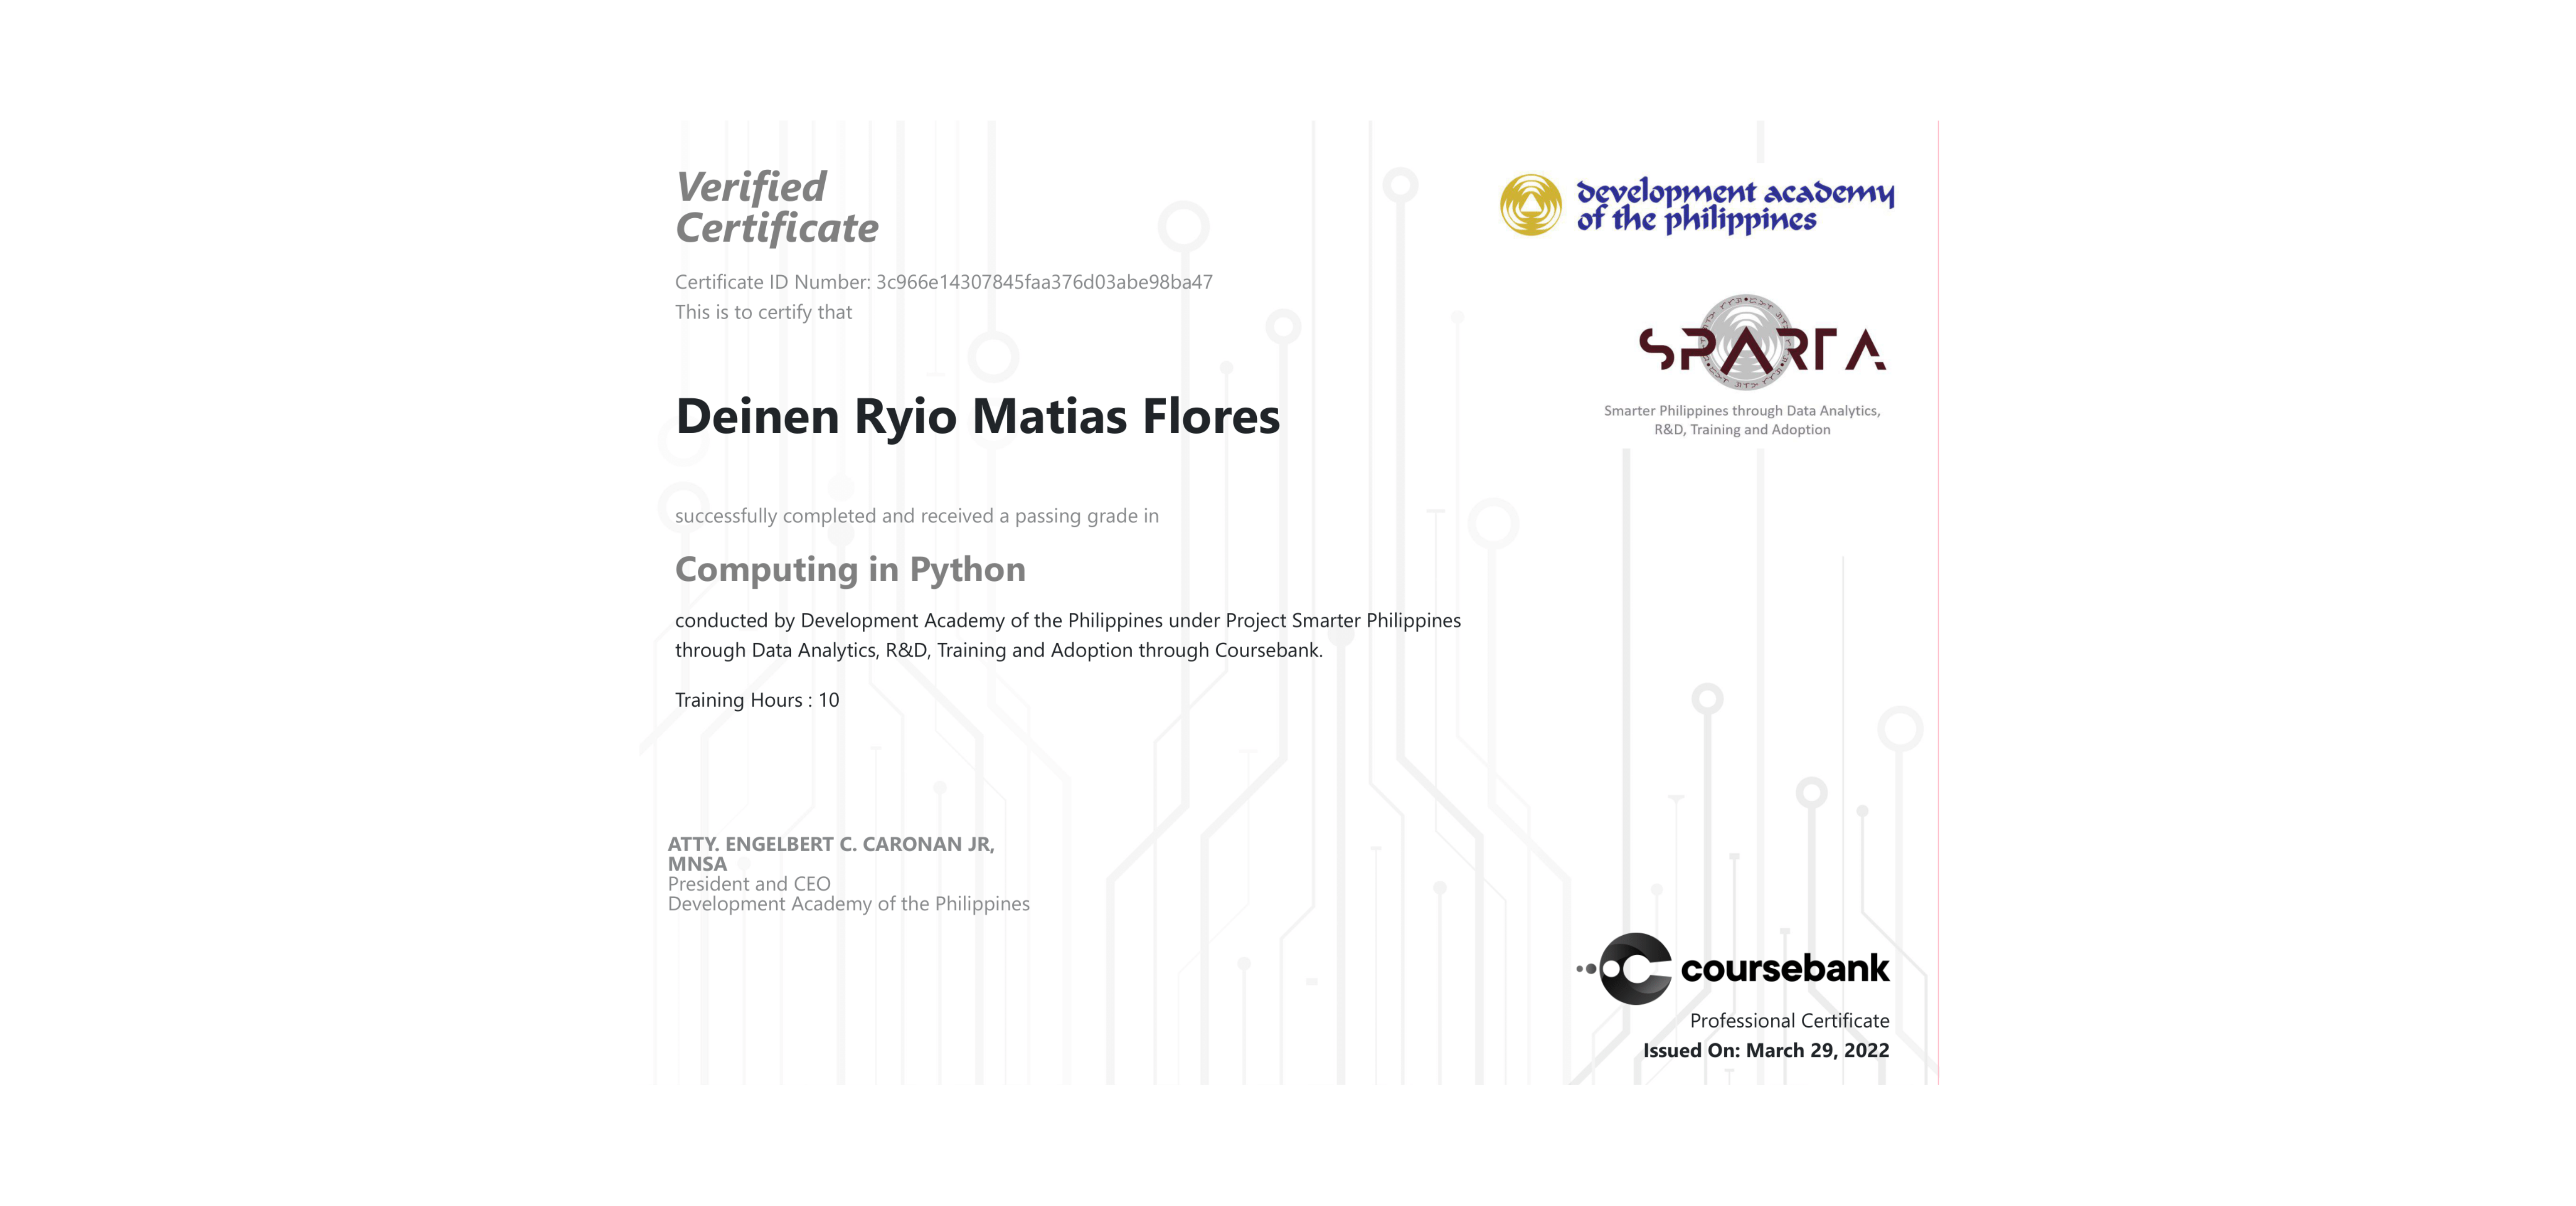 Verified
Certificate
Certificate ID Number: 3c966e14307845faa376d03abe98ba47
This is to certify that
Deinen Ryio Matias Flores
successfully completed and received a passing grade in
Computing in Python
conducted by Development Academy of the Philippines under Project Smarter Philippines
through Data Analytics, R&D, Training and Adoption through Coursebank.
Training Hours : 10
ATTY. ENGELBERT C. CARONAN JR,
MNSA
President and CEO
Development Academy of the Philippines
development academy
of the philippines
SPARTA
Smarter Philippines through Data Analytics,
R&D, Training and Adoption
coursebank
Professional Certificate
Issued On: March 29, 2022